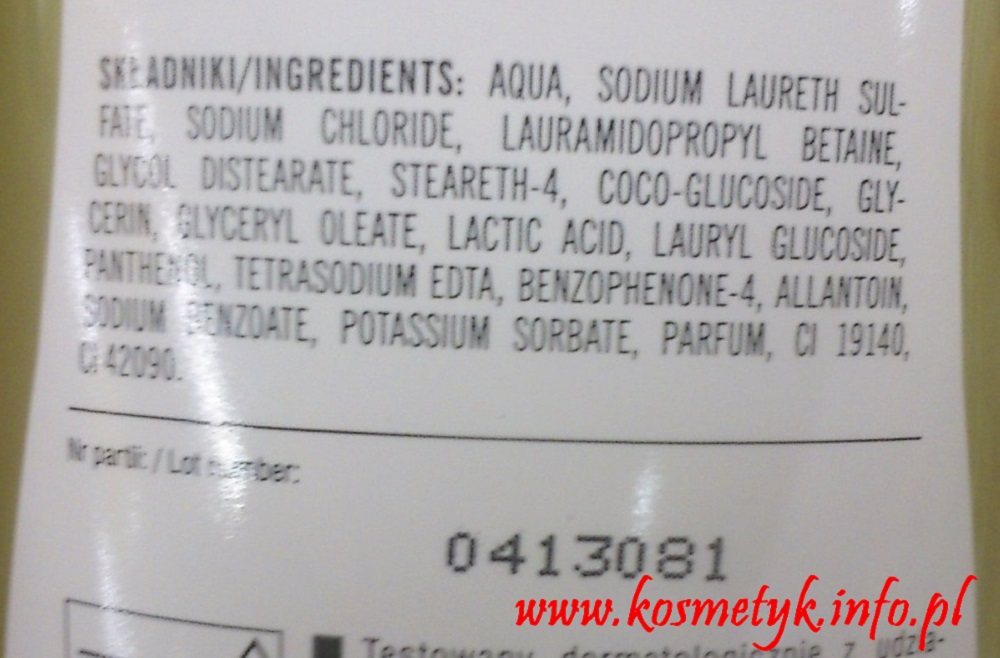 SKŁADNIKI/INGREDIENTS: AQUA, SODIUM LAURETH SUL-
FATE, SODIUM CHLORIDE, LAURAMIDOPROPYL BETAINE,
GLYCOL DISTEARATE, STEARETH-4, COCO-GLUCOSIDE, GLY-
CERIN, GLYCERYL OLEATE, LACTIC ACID, LAURYL GLUCOSIDE,
PANTHENOL, TETRASODIUM EDTA, BENZOPHENONE-4, ALLANTOIN,
SODIUM BENZOATE, POTASSIUM SORBATE, PARFUM, CI 19140,
CI 42090.
Nr partii: / Lot number:
0413081
www.kosmetyk.info.pl
Testowany dermatologicznie z udzia-